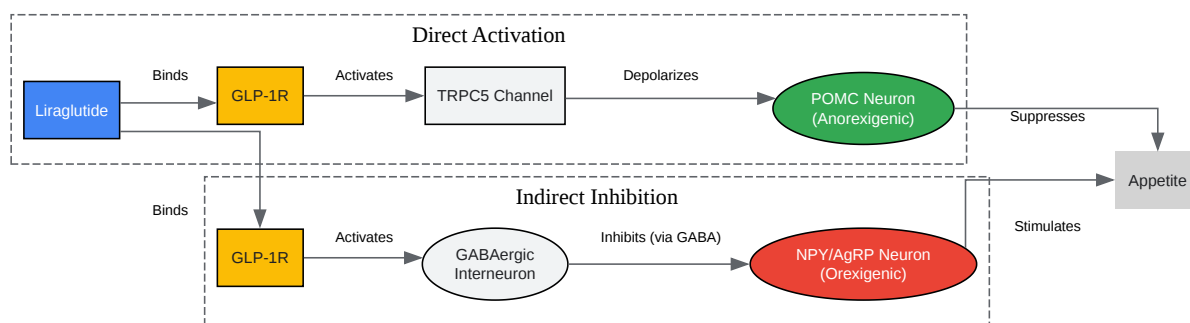 Direct Activation
Binds
Activates
Depolarizes
Liraglutide
GLP-1R
TRPC5 Channel
POMC Neuron
(Anorexigenic)
Suppresses
Appetite
Indirect Inhibition
Binds
Activates
Inhibits (via GABA)
Stimulates
GLP-1R
GABAergic
Interneuron
NPY/AgRP Neuron
(Orexigenic)